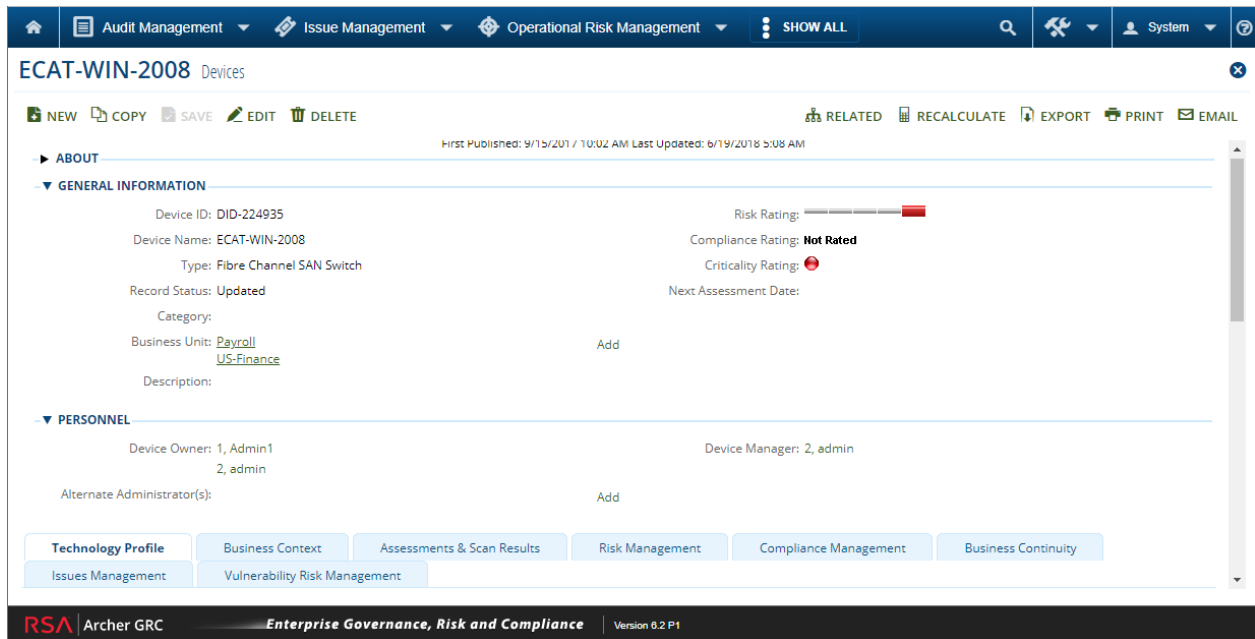 Audit Management Issue Management Operational Risk Management SHOW ALL System
ECAT-WIN-2008 Devices
NEW COPY SAVE EDIT DELETE RELATED RECALCULATE EXPORT PRINT EMAIL
First Published: 9/15/2017 10:02 AM Last Updated: 6/19/2018 5:08 AM
ABOUT
GENERAL INFORMATION
Device ID: DID-224935 Risk Rating:
Device Name: ECAT-WIN-2008 Compliance Rating: Not Rated
Type: Fibre Channel SAN Switch Criticality Rating:
Record Status: Updated Next Assessment Date:
Category:
Business Unit: Payroll Add
US-Finance
Description:
PERSONNEL
Device Owner: 1, Admin1 Device Manager: 2, admin
2, admin
Alternate Administrator(s): Add
Technology Profile Business Context Assessments & Scan Results Risk Management Compliance Management Business Continuity
Issues Management Vulnerability Risk Management
RSA Archer GRC Enterprise Governance, Risk and Compliance Version 6.2 P1